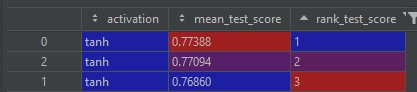 activation mean_test_score rank_test_score
0 tanh 0.77388 1
2 tanh 0.77094 2
1 tanh 0.76860 3